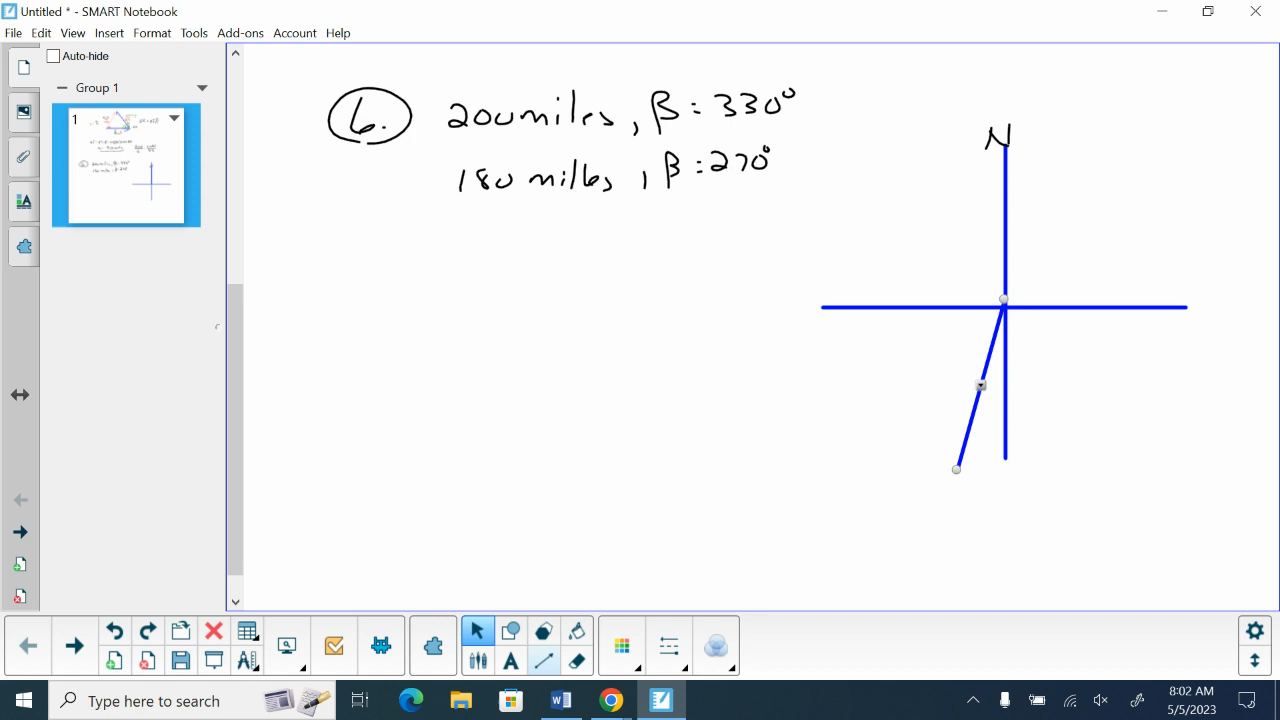 Untitled * - SMART Notebook
File Edit View Insert Format Tools Add-ons Account Help
Auto-hide
Group 1
1
6. 200 miles, β = 330°
180 milles, β = 270°
N
Type here to search
8:02 AM
5/5/2023